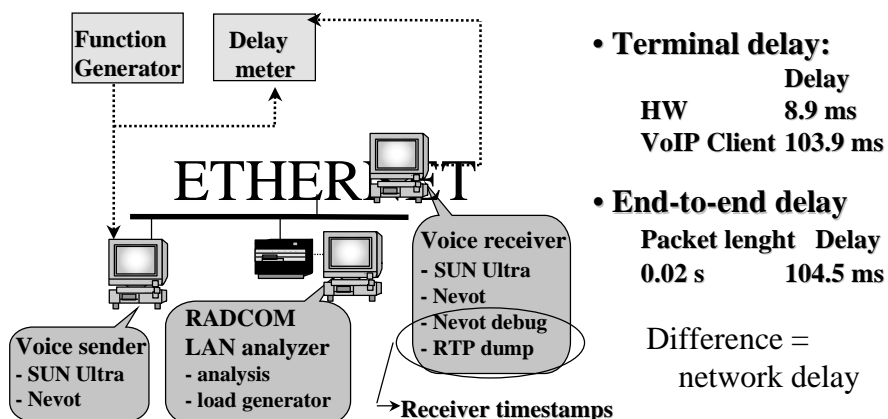 Function
Generator
Delay
meter
ETHERNET
Voice sender
- SUN Ultra
- Nevot
RADCOM
LAN analyzer
- analysis
- load generator
Voice receiver
- SUN Ultra
- Nevot
- Nevot debug
- RTP dump
Receiver timestamps
• Terminal delay:
Delay
HW 8.9 ms
VoIP Client 103.9 ms
• End-to-end delay
Packet lenght Delay
0.02 s 104.5 ms
Difference =
network delay